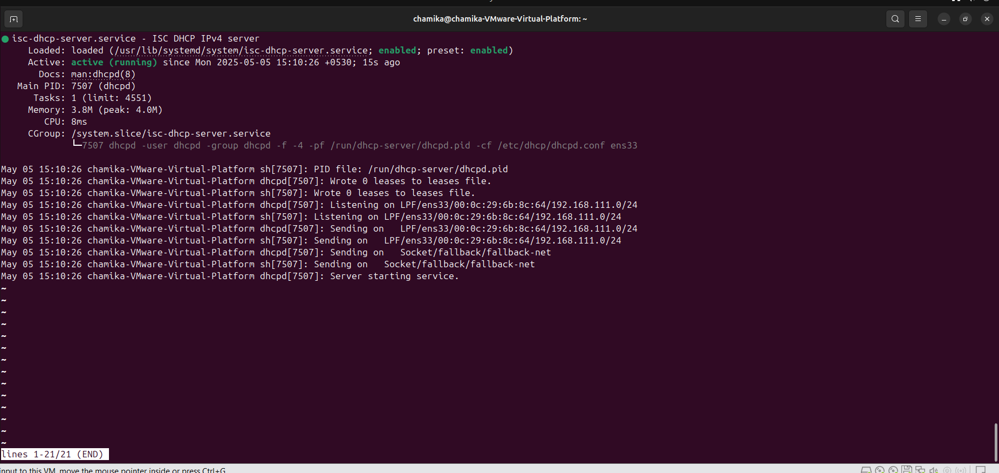 chamika@chamika-VMware-Virtual-Platform: ~
● isc-dhcp-server.service - ISC DHCP IPv4 server
     Loaded: loaded (/usr/lib/systemd/system/isc-dhcp-server.service; enabled; preset: enabled)
     Active: active (running) since Mon 2025-05-05 15:10:26 +0530; 15s ago
       Docs: man:dhcpd(8)
   Main PID: 7507 (dhcpd)
      Tasks: 1 (limit: 4551)
     Memory: 3.8M (peak: 4.0M)
        CPU: 8ms
     CGroup: /system.slice/isc-dhcp-server.service
             └─7507 dhcpd -user dhcpd -group dhcpd -f -4 -pf /run/dhcp-server/dhcpd.pid -cf /etc/dhcp/dhcpd.conf ens33
May 05 15:10:26 chamika-VMware-Virtual-Platform sh[7507]: PID file: /run/dhcp-server/dhcpd.pid
May 05 15:10:26 chamika-VMware-Virtual-Platform dhcpd[7507]: Wrote 0 leases to leases file.
May 05 15:10:26 chamika-VMware-Virtual-Platform sh[7507]: Wrote 0 leases to leases file.
May 05 15:10:26 chamika-VMware-Virtual-Platform dhcpd[7507]: Listening on LPF/ens33/00:0c:29:6b:8c:64/192.168.111.0/24
May 05 15:10:26 chamika-VMware-Virtual-Platform sh[7507]: Listening on LPF/ens33/00:0c:29:6b:8c:64/192.168.111.0/24
May 05 15:10:26 chamika-VMware-Virtual-Platform dhcpd[7507]: Sending on   LPF/ens33/00:0c:29:6b:8c:64/192.168.111.0/24
May 05 15:10:26 chamika-VMware-Virtual-Platform sh[7507]: Sending on   LPF/ens33/00:0c:29:6b:8c:64/192.168.111.0/24
May 05 15:10:26 chamika-VMware-Virtual-Platform dhcpd[7507]: Sending on   Socket/fallback/fallback-net
May 05 15:10:26 chamika-VMware-Virtual-Platform sh[7507]: Sending on   Socket/fallback/fallback-net
May 05 15:10:26 chamika-VMware-Virtual-Platform dhcpd[7507]: Server starting service.
~
~
~
~
~
~
~
~
~
~
~
~
~
~
lines 1-21/21 (END)
input to this VM, move the mouse pointer inside or press Ctrl+G.